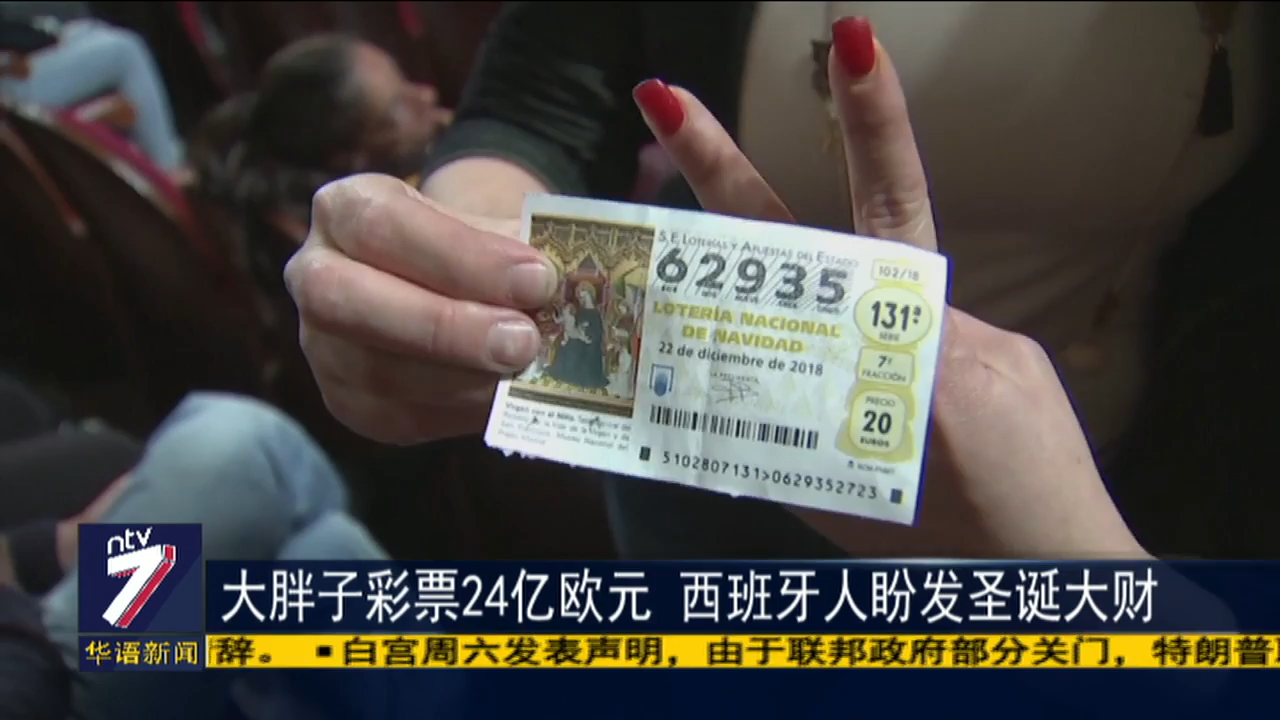 S.E. LOTERÍAS Y APUESTAS DEL ESTADO
62935
102/18
LOTERÍA NACIONAL
DE NAVIDAD
131ª
SERIE
22 de diciembre de 2018
7ª
FRACCIÓN
PRECIO
20
EUROS
5102807131>0629352723
ntv
7
大胖子彩票24亿欧元 西班牙人盼发圣诞大财
华语新闻
辞。 ▪白宫周六发表声明，由于联邦政府部分关门，特朗普